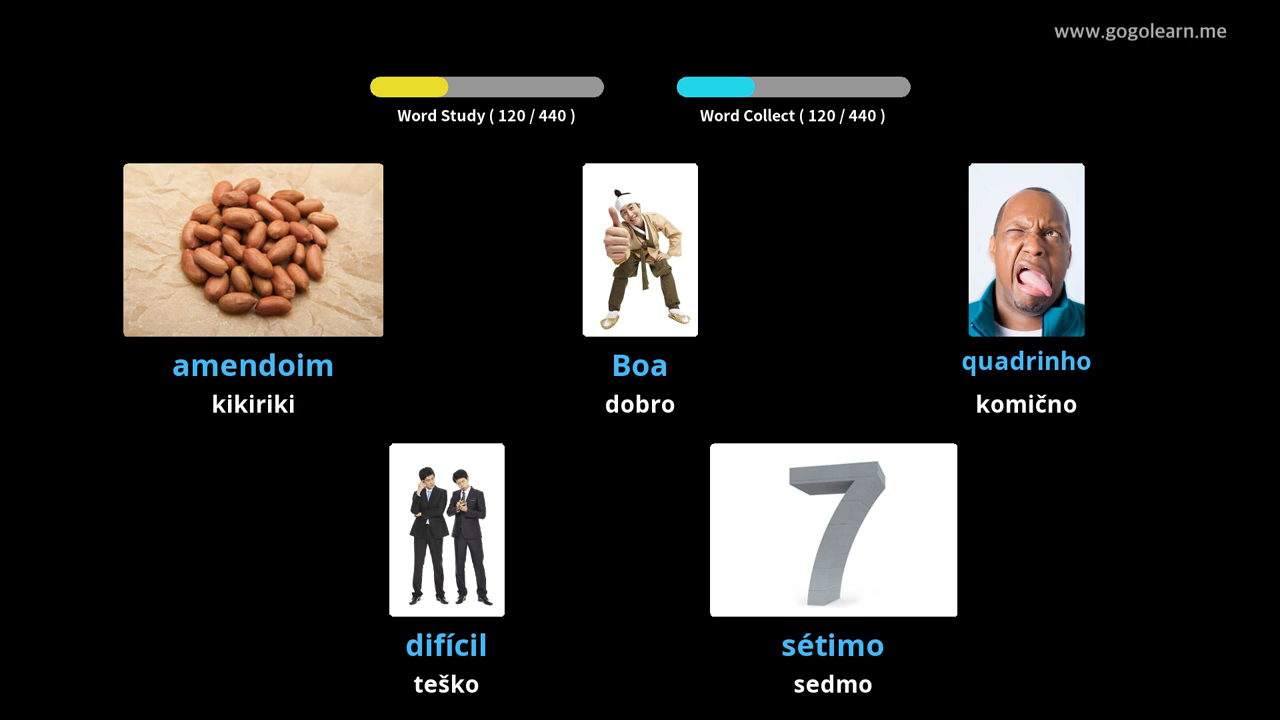 www.gogolearn.me
Word Study ( 120 / 440 )
Word Collect ( 120 / 440 )
amendoim
kikiriki
Boa
dobro
quadrinho
komično
difícil
teško
sétimo
sedmo